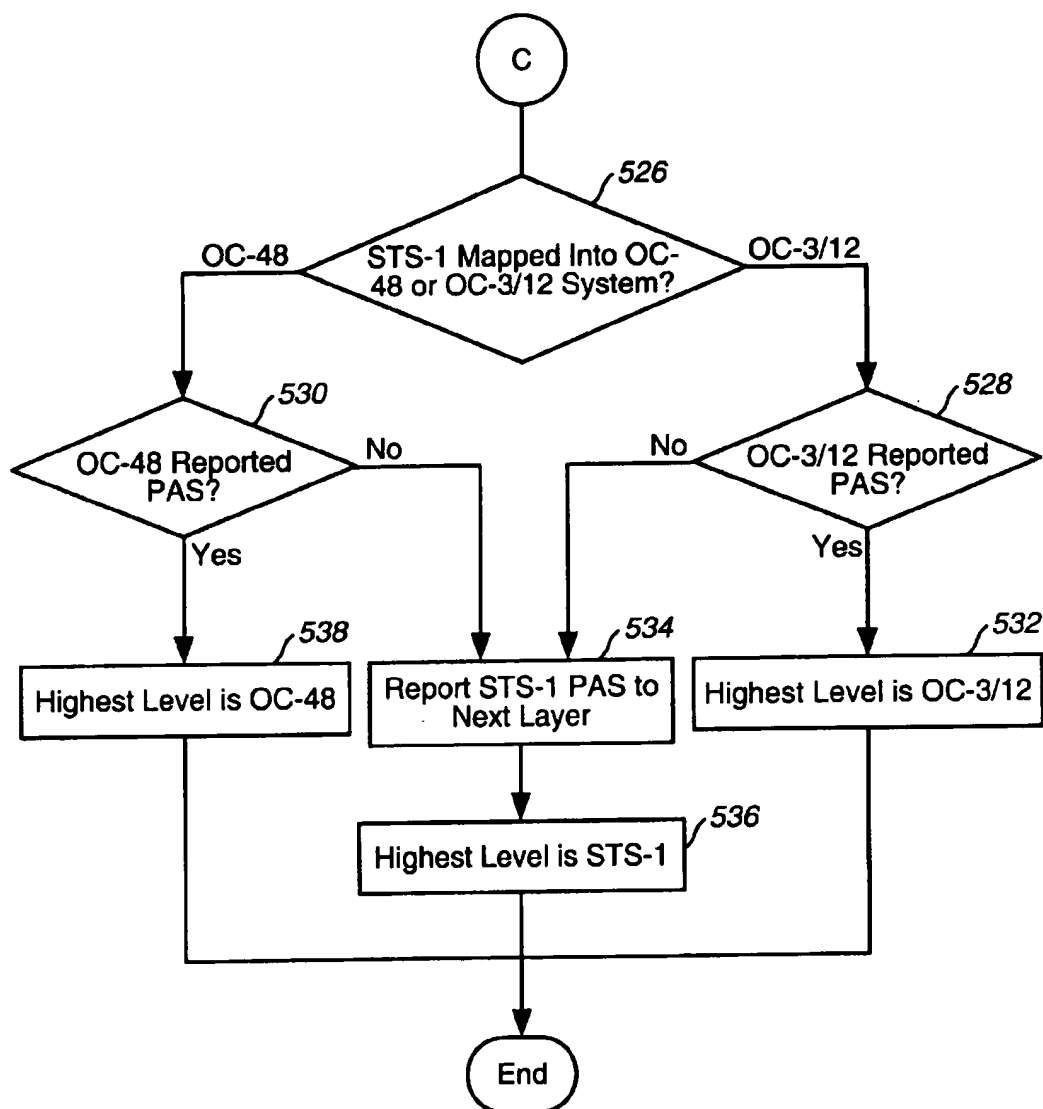 C
526
STS-1 Mapped Into OC-
48 or OC-3/12 System?
OC-48
OC-3/12
530
OC-48 Reported
PAS?
No
Yes
528
OC-3/12 Reported
PAS?
No
Yes
538
Highest Level is OC-48
534
Report STS-1 PAS to
Next Layer
532
Highest Level is OC-3/12
536
Highest Level is STS-1
End